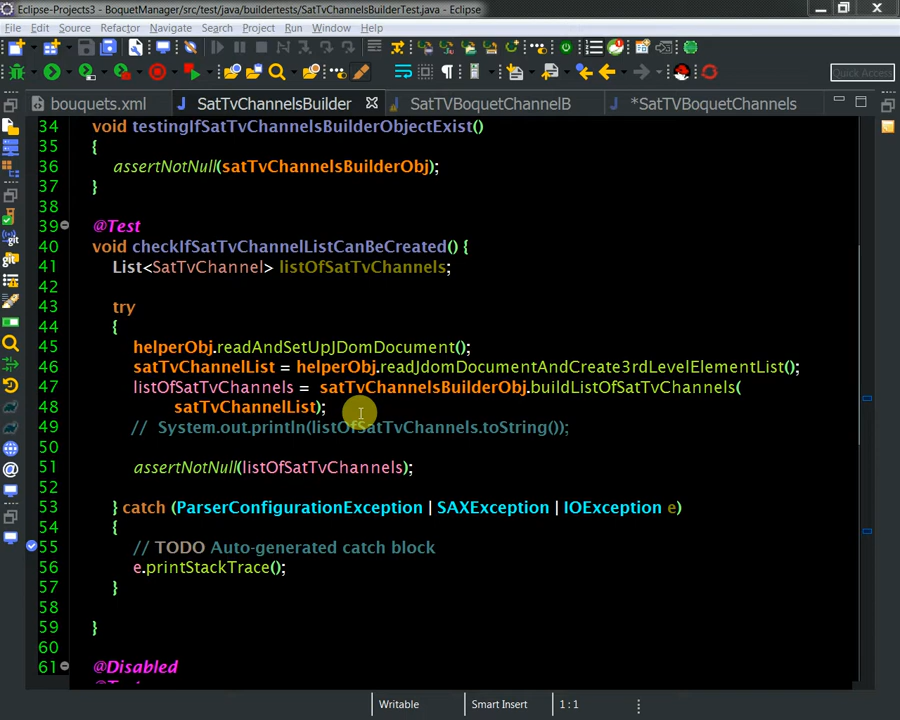 Eclipse-Projects3 - BoquetManager/src/test/java/buildertests/SatTvChannelsBuilderTest.java - Eclipse
File Edit Source Refactor Navigate Search Project Run Window Help
Quick Access
bouquets.xml SatTvChannelsBuilder SatTVBoquetChannelB *SatTVBoquetChannels
34 void testingIfSatTvChannelsBuilderObjectExist()
35 {
36 assertNotNull(satTvChannelsBuilderObj);
37 }
38
39 @Test
40 void checkIfSatTvChannelListCanBeCreated() {
41 List<SatTvChannel> listOfSatTvChannels;
42
43 try
44 {
45 helperObj.readAndSetUpJDomDocument();
46 satTvChannelList = helperObj.readJdomDocumentAndCreate3rdLevelElementList();
47 listOfSatTvChannels = satTvChannelsBuilderObj.buildListOfSatTvChannels(
48 satTvChannelList);
49 // System.out.println(listOfSatTvChannels.toString());
50
51 assertNotNull(listOfSatTvChannels);
52
53 } catch (ParserConfigurationException | SAXException | IOException e)
54 {
55 // TODO Auto-generated catch block
56 e.printStackTrace();
57 }
58
59 }
60
61 @Disabled
Writable Smart Insert 1 : 1